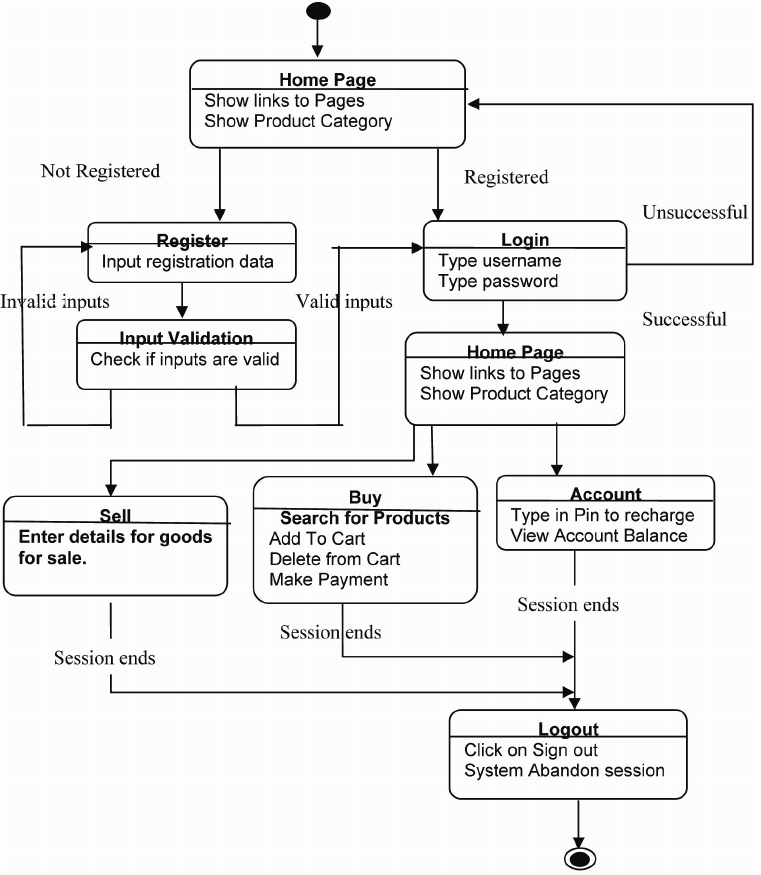 Home Page
Show links to Pages
Show Product Category
Not Registered
Registered
Unsuccessful
Register
Input registration data
Login
Type username
Type password
Invalid inputs
Valid inputs
Successful
Input Validation
Check if inputs are valid
Home Page
Show links to Pages
Show Product Category
Sell
Enter details for goods
for sale.
Buy
Search for Products
Add To Cart
Delete from Cart
Make Payment
Account
Type in Pin to recharge
View Account Balance
Session ends
Session ends
Session ends
Logout
Click on Sign out
System Abandon session